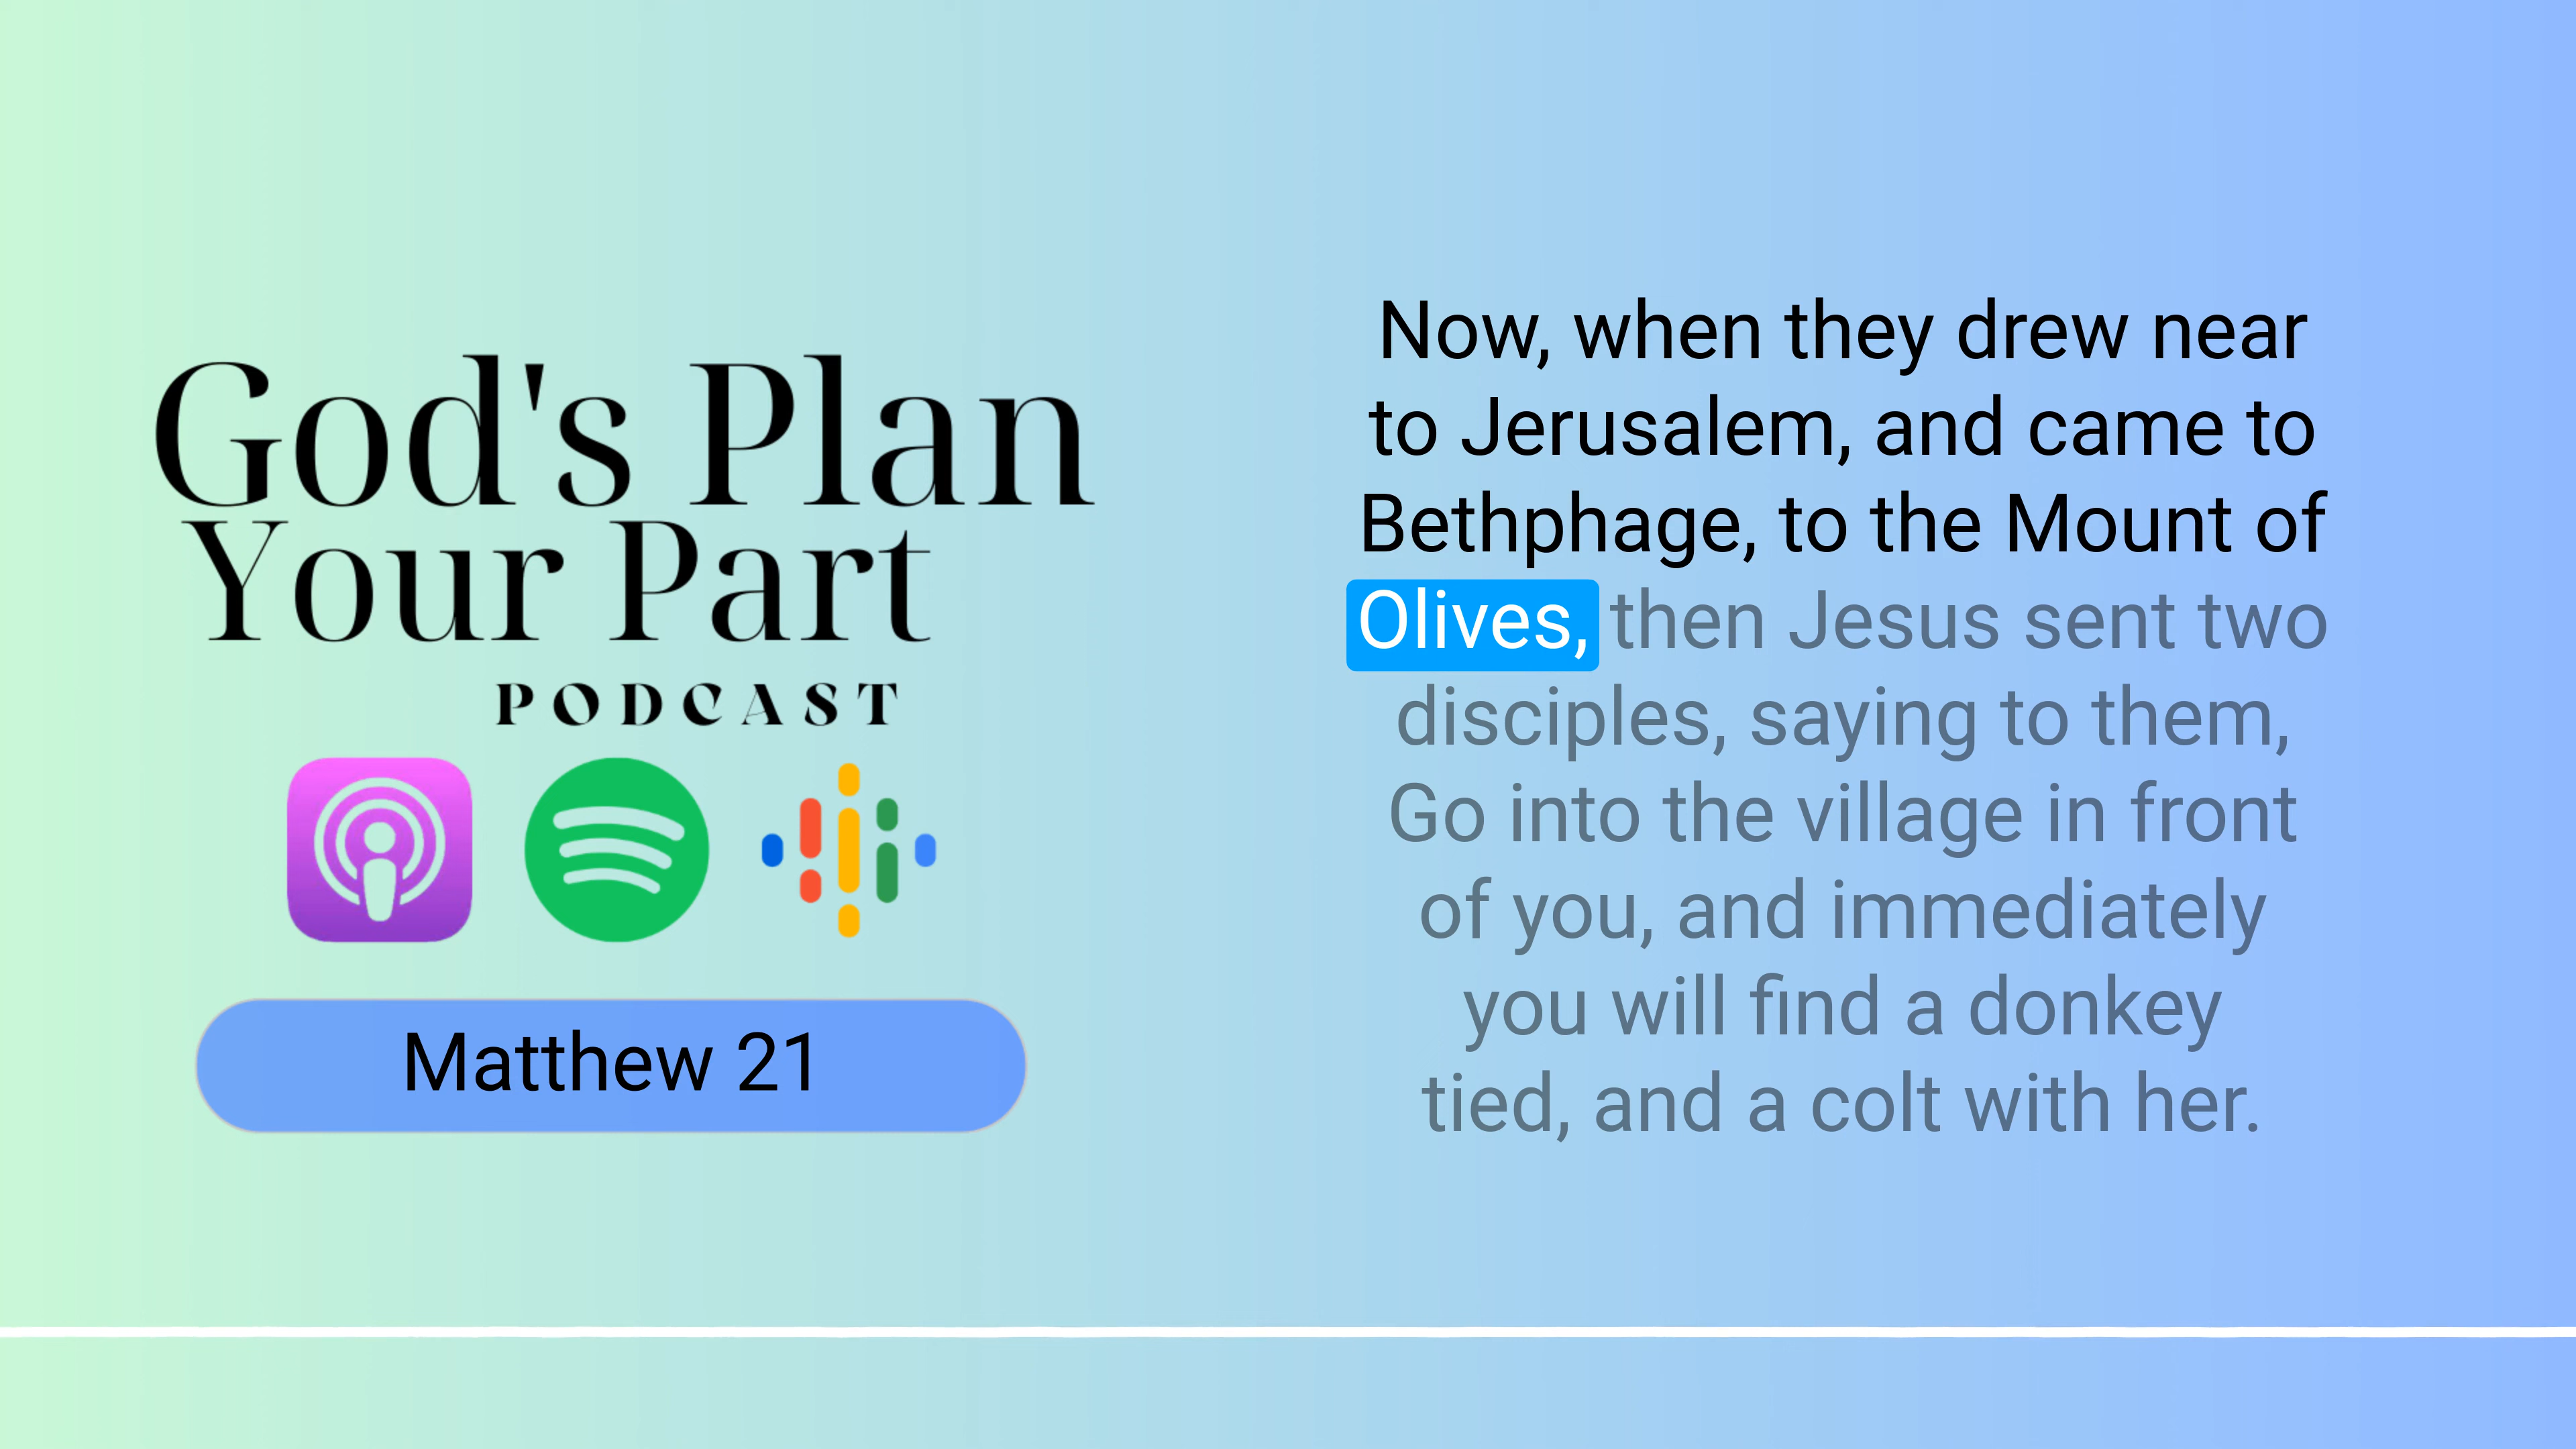 God's Plan
Your Part
PODCAST
Matthew 21
Now, when they drew near
to Jerusalem, and came to
Bethphage, to the Mount of
Olives, then Jesus sent two
disciples, saying to them,
Go into the village in front
of you, and immediately
you will find a donkey
tied, and a colt with her.